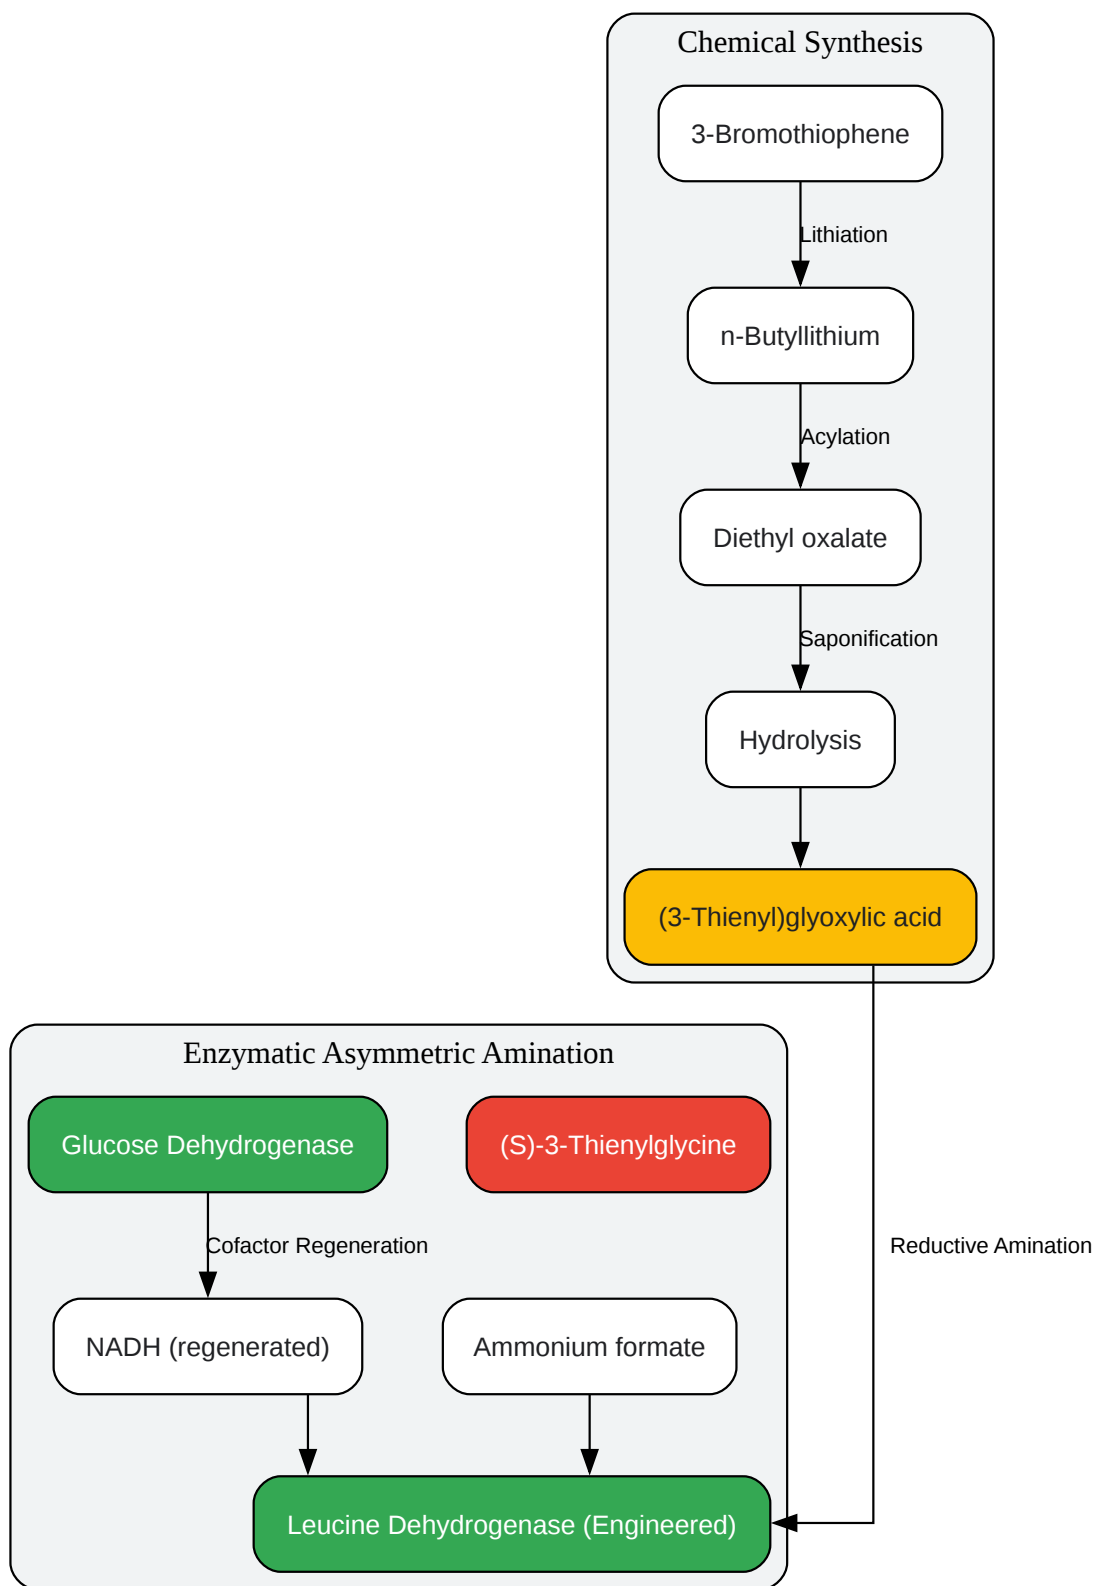 Chemical Synthesis
3-Bromothiophene
Lithiation
n-Butyllithium
Acylation
Diethyl oxalate
Saponification
Hydrolysis
(3-Thienyl)glyoxylic acid
Enzymatic Asymmetric Amination
Glucose Dehydrogenase
(S)-3-Thienylglycine
Cofactor Regeneration
Reductive Amination
NADH (regenerated)
Ammonium formate
Leucine Dehydrogenase (Engineered)